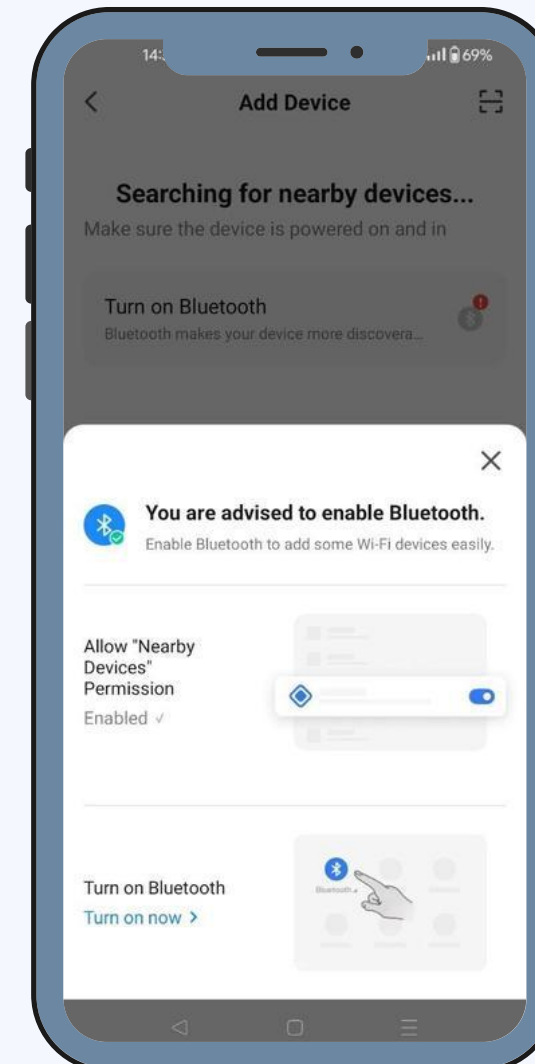 69%
Add Device
Searching for nearby devices...
Make sure the device is powered on and in
Turn on Bluetooth
Bluetooth makes your device more discovera...
You are advised to enable Bluetooth.
Enable Bluetooth to add some Wi-Fi devices easily.
Allow "Nearby
Devices"
Permission
Enabled ✓
Turn on Bluetooth
Turn on now >
Bluetooth